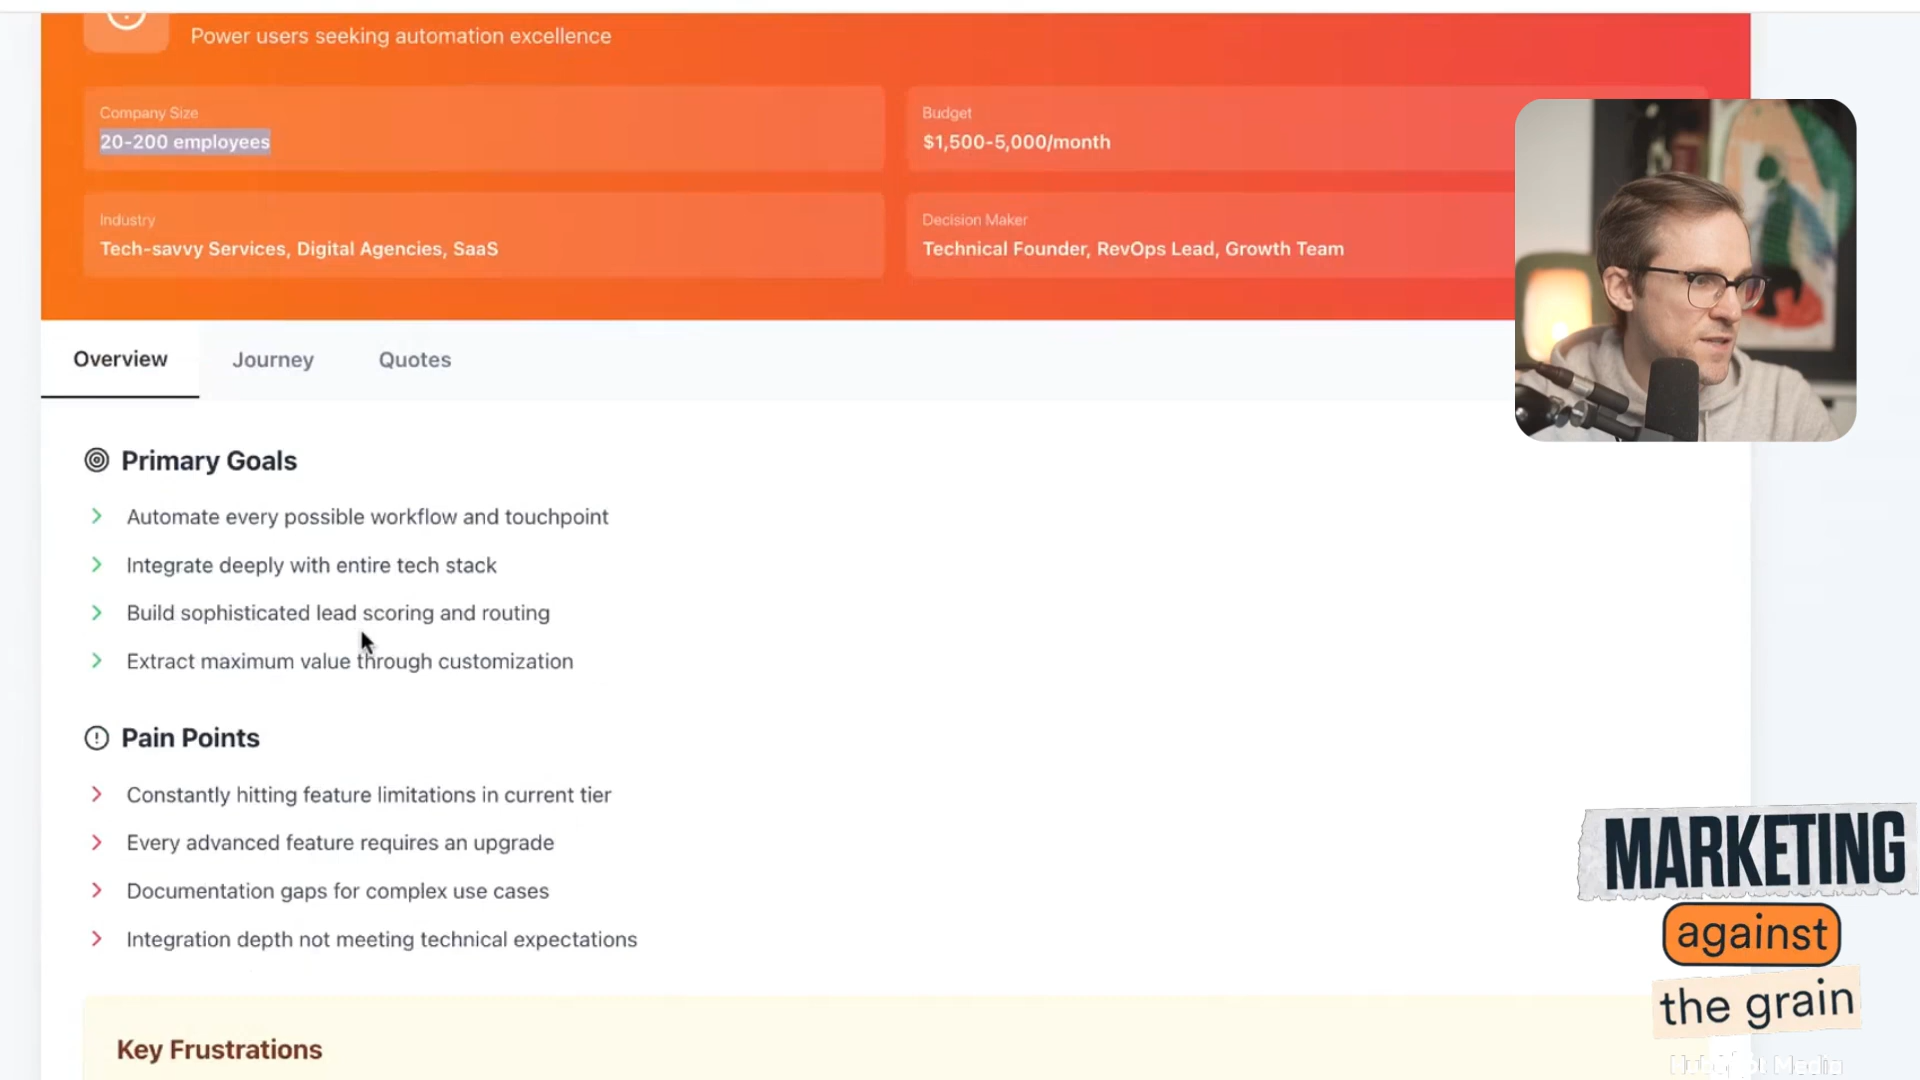 Power users seeking automation excellence
Company Size
20-200 employees
Budget
$1,500-5,000/month
Industry
Tech-savvy Services, Digital Agencies, SaaS
Decision Maker
Technical Founder, RevOps Lead, Growth Team
Overview
Journey
Quotes
Primary Goals
Automate every possible workflow and touchpoint
Integrate deeply with entire tech stack
Build sophisticated lead scoring and routing
Extract maximum value through customization
Pain Points
Constantly hitting feature limitations in current tier
Every advanced feature requires an upgrade
Documentation gaps for complex use cases
Integration depth not meeting technical expectations
Key Frustrations
MARKETING
against
the grain
Media